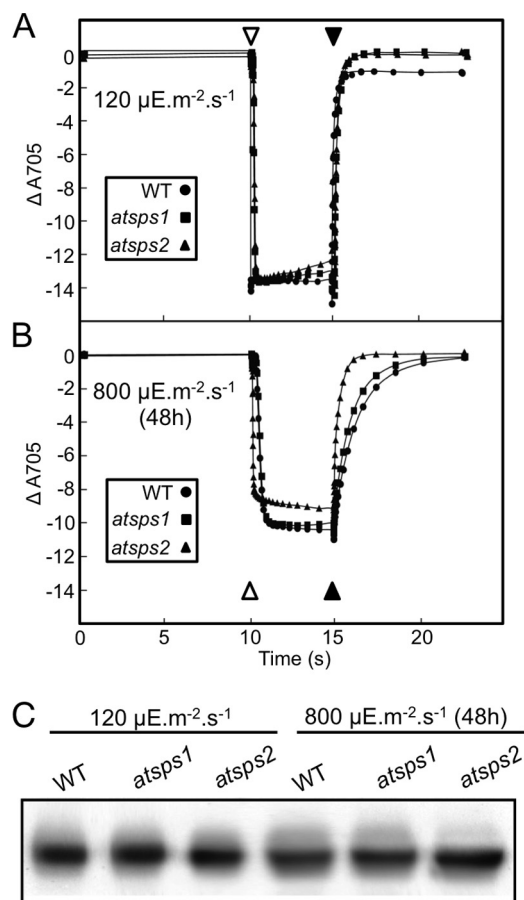 A
0
-2
-4
-6
-8
-10
-12
-14
Δ A705
120 µE.m-2.s-1
WT
atsps1
atsps2
B
0
-2
-4
-6
-8
-10
-12
-14
Δ A705
800 µE.m-2.s-1
(48h)
WT
atsps1
atsps2
0 5 10 15 20
Time (s)
C
120 µE.m-2.s-1 800 µE.m-2.s-1 (48h)
WT atsps1 atsps2 WT atsps1 atsps2